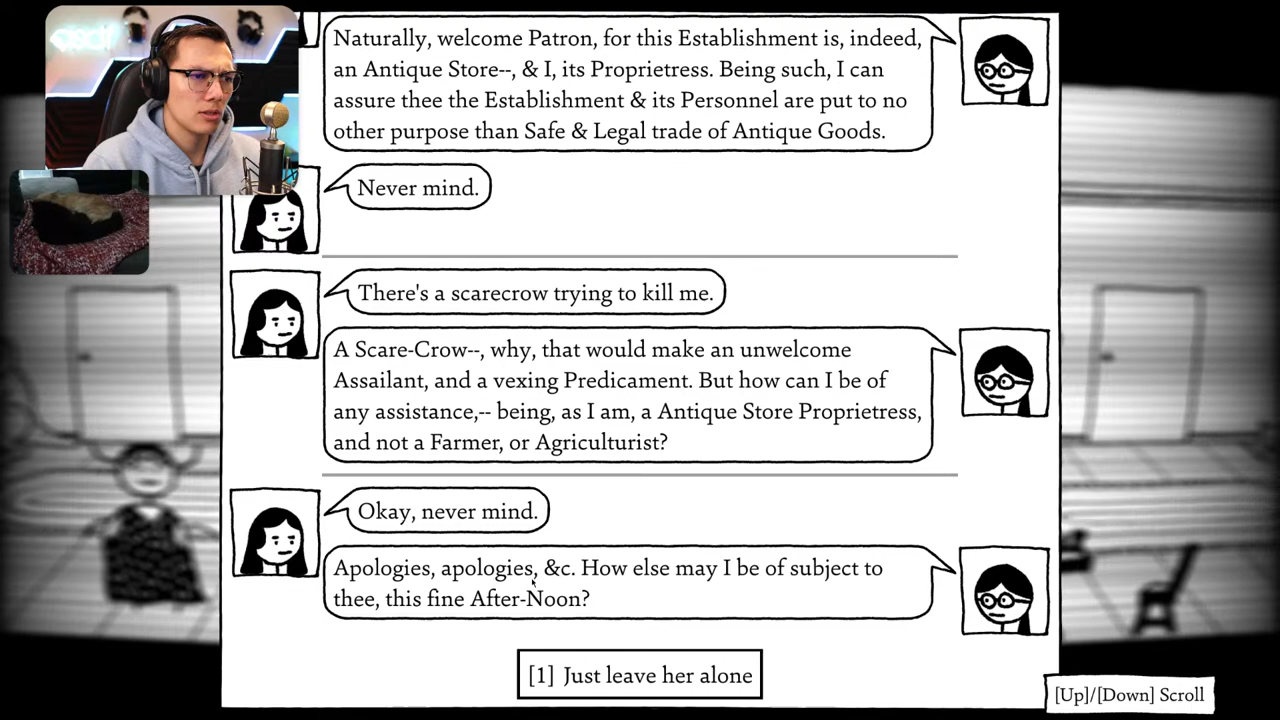 Naturally, welcome Patron, for this Establishment is, indeed,
an Antique Store--, & I, its Proprietress. Being such, I can
assure thee the Establishment & its Personnel are put to no
other purpose than Safe & Legal trade of Antique Goods.
Never mind.
There's a scarecrow trying to kill me.
A Scare-Crow--, why, that would make an unwelcome
Assailant, and a vexing Predicament. But how can I be of
any assistance,-- being, as I am, a Antique Store Proprietress,
and not a Farmer, or Agriculturist?
Okay, never mind.
Apologies, apologies, &c. How else may I be of subject to
thee, this fine After-Noon?
[1] Just leave her alone
[Up]/[Down] Scroll